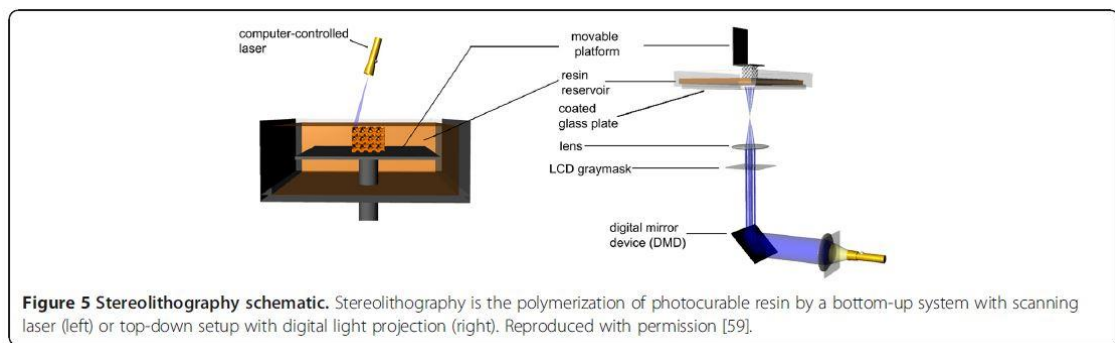 computer-controlled
laser
movable
platform
resin
reservoir
coated
glass plate
lens
LCD graymask
digital mirror
device (DMD)
Figure 5 Stereolithography schematic. Stereolithography is the polymerization of photocurable resin by a bottom-up system with scanning
laser (left) or top-down setup with digital light projection (right). Reproduced with permission [59].